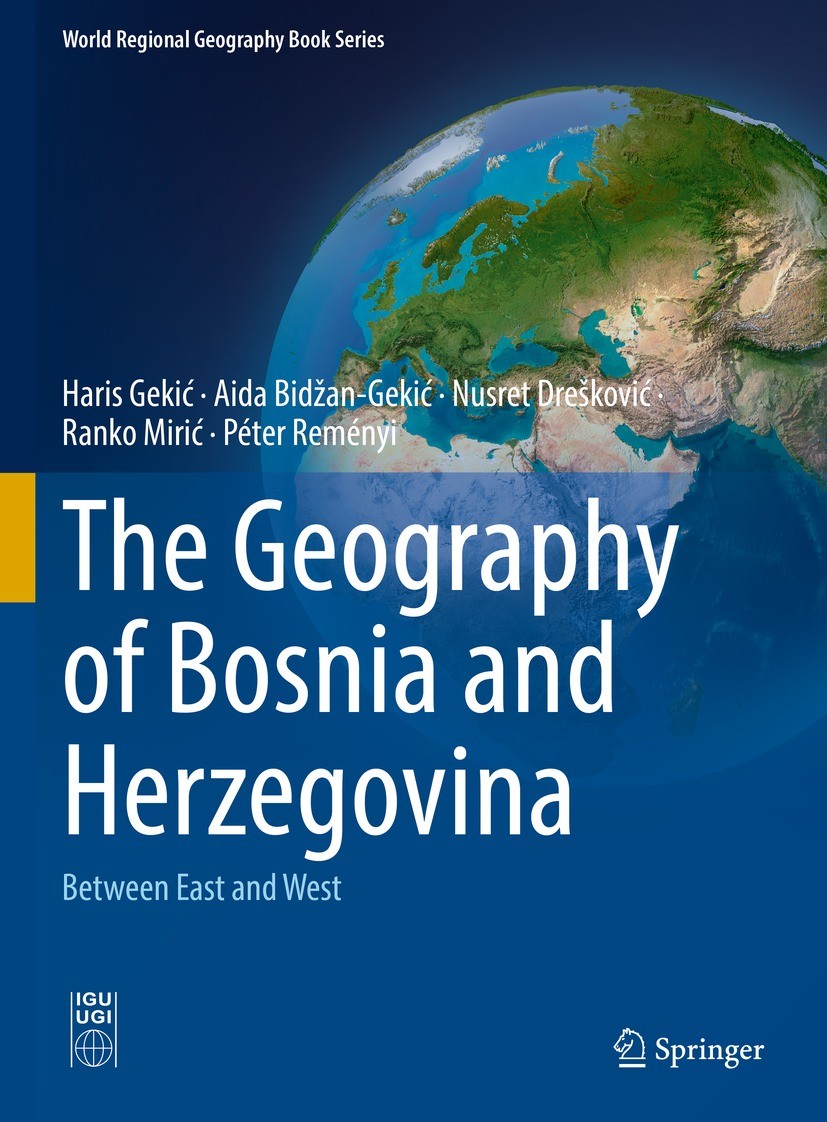 World Regional Geography Book Series
Haris Gekić · Aida Bidžan-Gekić · Nusret Drešković ·
Ranko Mirić · Péter Reményi
The Geography
of Bosnia and
Herzegovina
Between East and West
IGU
UGI
Springer